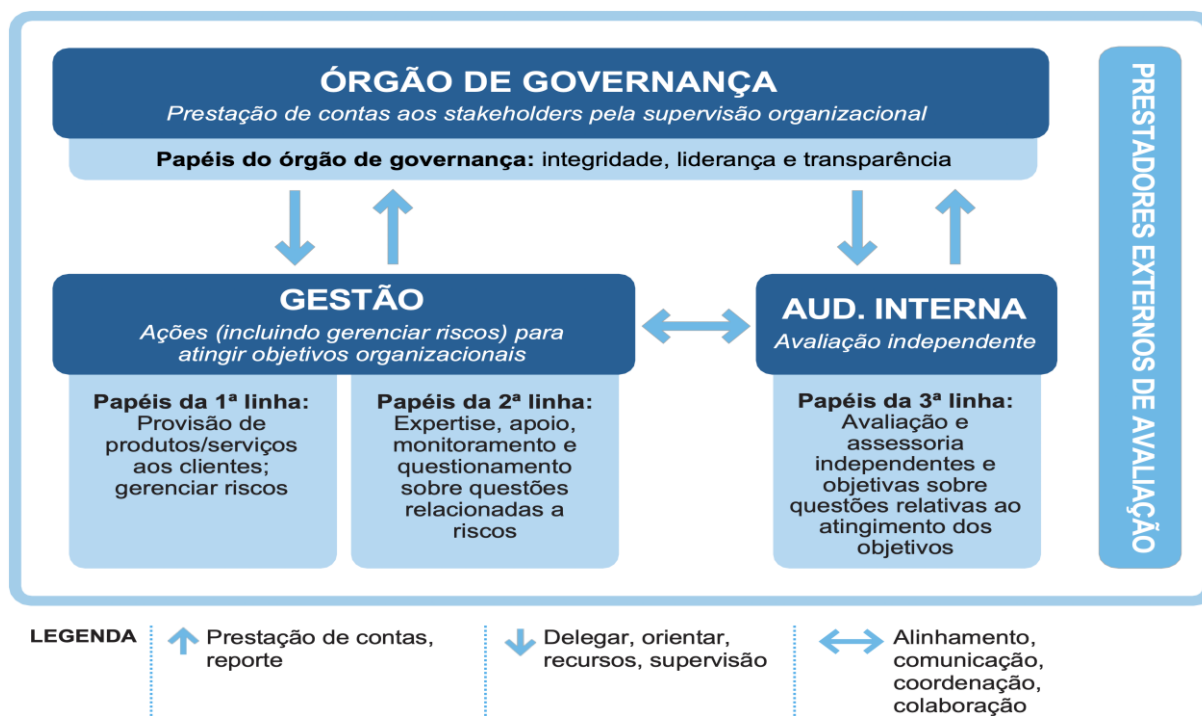 ÓRGÃO DE GOVERNANÇA
Prestação de contas aos stakeholders pela supervisão organizacional
Papéis do órgão de governança: integridade, liderança e transparência
GESTÃO
Ações (incluindo gerenciar riscos) para
atingir objetivos organizacionais
Papéis da 1ª linha:
Provisão de
produtos/serviços
aos clientes;
gerenciar riscos
Papéis da 2ª linha:
Expertise, apoio,
monitoramento e
questionamento
sobre questões
relacionadas a
riscos
AUD. INTERNA
Avaliação independente
Papéis da 3ª linha:
Avaliação e
assessoria
independentes e
objetivas sobre
questões relativas ao
atingimento dos
objetivos
PRESTADORES EXTERNOS DE AVALIAÇÃO
LEGENDA
Prestação de contas,
reporte
Delegar, orientar,
recursos, supervisão
Alinhamento,
comunicação,
coordenação,
colaboração